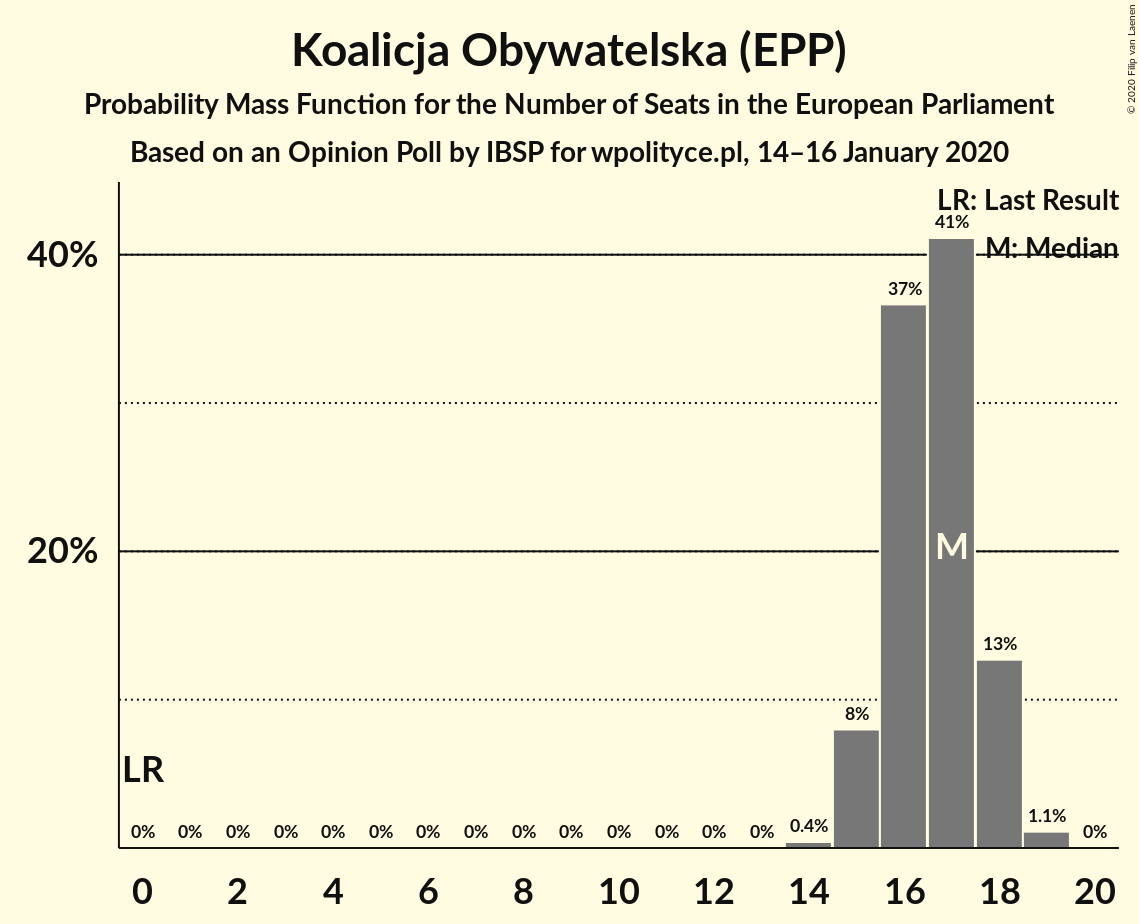 Koalicja Obywatelska (EPP)
Probability Mass Function for the Number of Seats in the European Parliament
Based on an Opinion Poll by IBSP for wpolityce.pl, 14–16 January 2020
© 2020 Filip van Laenen
LR: Last Result
M: Median
41%
40%
37%
20%
M
13%
8%
LR
0% 0% 0% 0% 0% 0% 0% 0% 0% 0% 0% 0% 0% 0% 0.4% 1.1% 0%
0 2 4 6 8 10 12 14 16 18 20